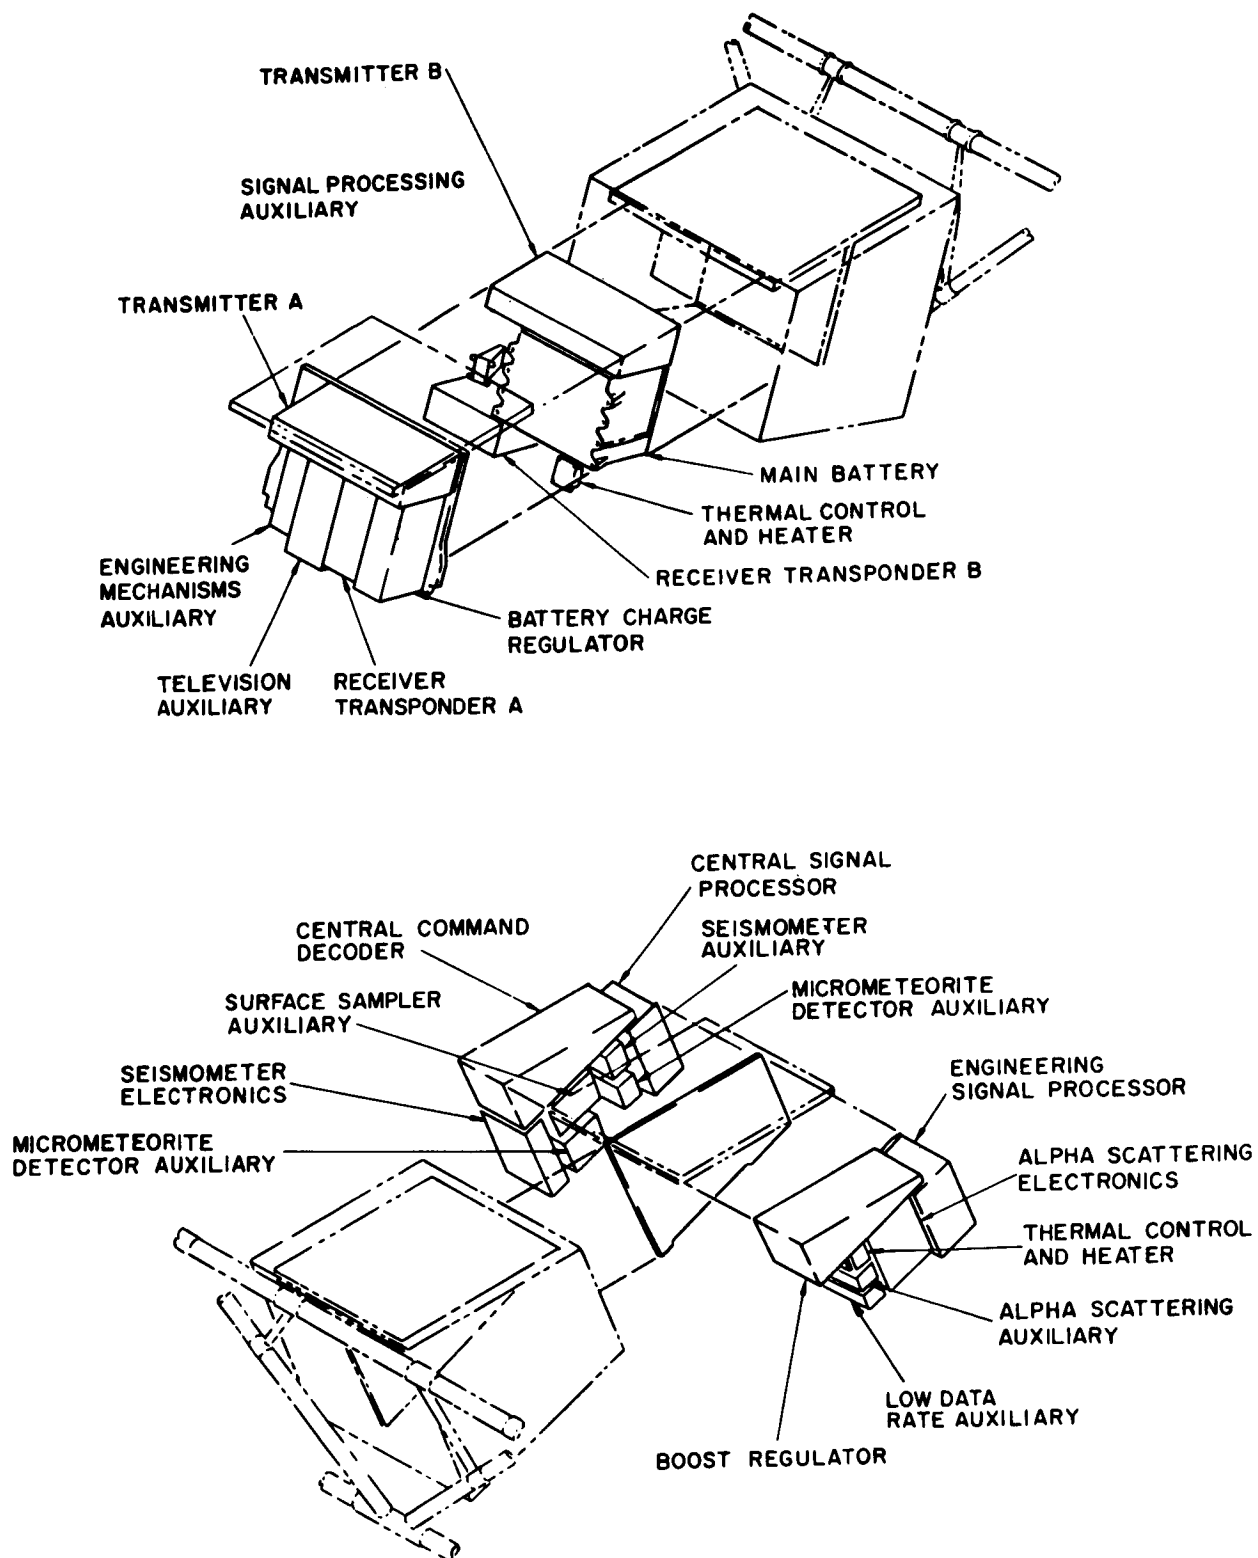 TRANSMITTER B
SIGNAL PROCESSING
AUXILIARY
TRANSMITTER A
MAIN BATTERY
THERMAL CONTROL
AND HEATER
RECEIVER TRANSPONDER B
ENGINEERING
MECHANISMS
AUXILIARY
BATTERY CHARGE
REGULATOR
TELEVISION
AUXILIARY
RECEIVER
TRANSPONDER A
CENTRAL SIGNAL
PROCESSOR
CENTRAL COMMAND
DECODER
SEISMOMETER
AUXILIARY
SURFACE SAMPLER
AUXILIARY
MICROMETEORITE
DETECTOR AUXILIARY
SEISMOMETER
ELECTRONICS
ENGINEERING
SIGNAL PROCESSOR
MICROMETEORITE
DETECTOR AUXILIARY
ALPHA SCATTERING
ELECTRONICS
THERMAL CONTROL
AND HEATER
ALPHA SCATTERING
AUXILIARY
LOW DATA
RATE AUXILIARY
BOOST REGULATOR